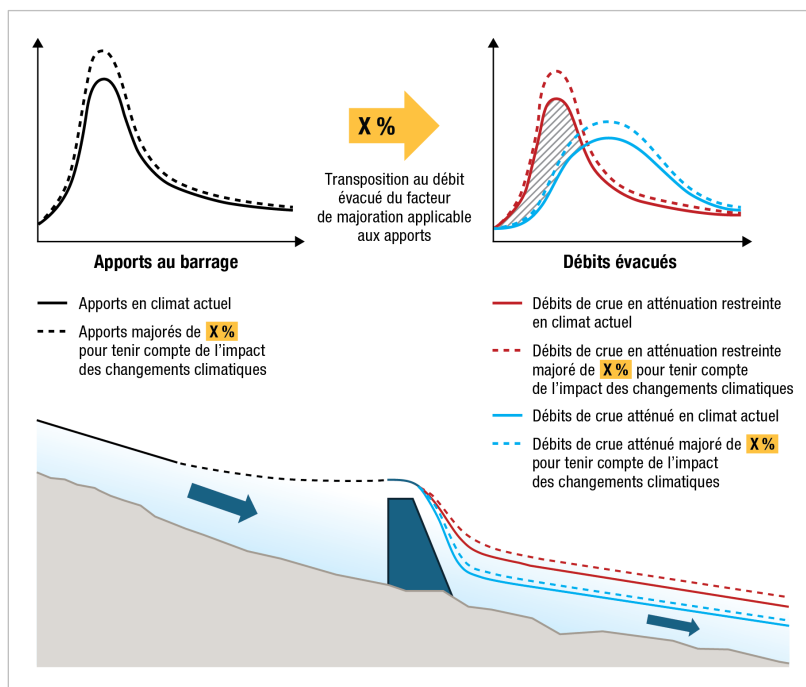 X %
Transposition au débit
évacué du facteur
de majoration applicable
aux apports
Apports au barrage
Débits évacués
Apports en climat actuel
Apports majorés de X %
pour tenir compte de l'impact
des changements climatiques
Débits de crue en atténuation restreinte
en climat actuel
Débits de crue en atténuation restreinte
majoré de X % pour tenir compte
de l'impact des changements climatiques
Débits de crue atténué en climat actuel
Débits de crue atténué majoré de X %
pour tenir compte de l'impact
des changements climatiques